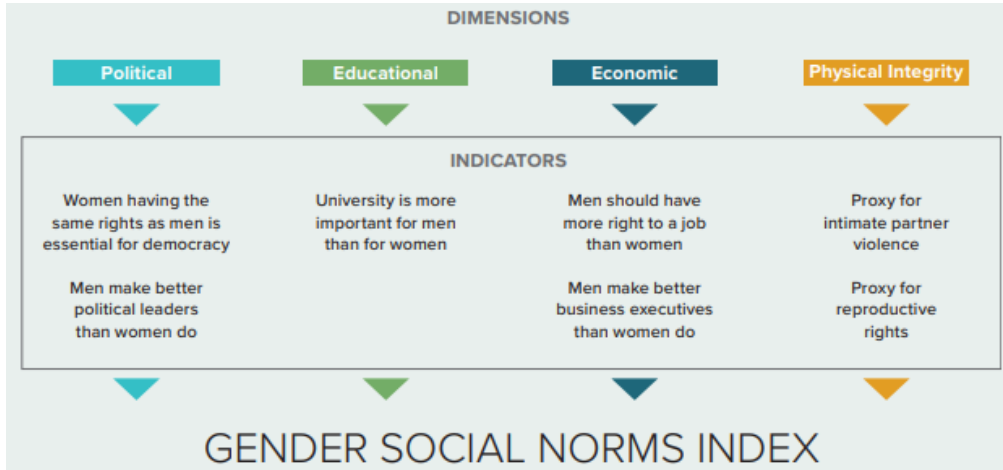 DIMENSIONS
Political
Educational
Economic
Physical Integrity
INDICATORS
Women having the
same rights as men is
essential for democracy
Men make better
political leaders
than women do
University is more
important for men
than for women
Men should have
more right to a job
than women
Men make better
business executives
than women do
Proxy for
intimate partner
violence
Proxy for
reproductive
rights
GENDER SOCIAL NORMS INDEX